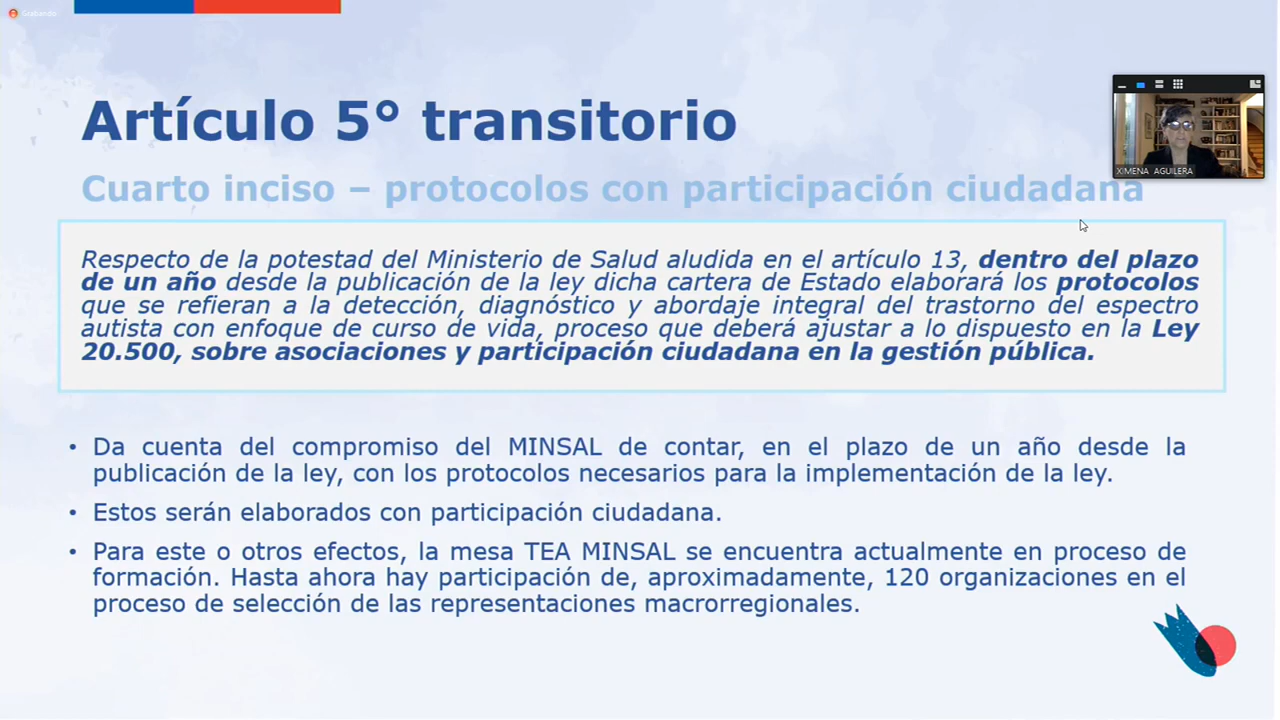 Grabando
Artículo 5° transitorio
Cuarto inciso – protocolos con participación ciudadana
XIMENA AGUILERA
Respecto de la potestad del Ministerio de Salud aludida en el artículo 13, dentro del plazo
de un año desde la publicación de la ley dicha cartera de Estado elaborará los protocolos
que se refieran a la detección, diagnóstico y abordaje integral del trastorno del espectro
autista con enfoque de curso de vida, proceso que deberá ajustar a lo dispuesto en la Ley
20.500, sobre asociaciones y participación ciudadana en la gestión pública.
• Da cuenta del compromiso del MINSAL de contar, en el plazo de un año desde la
publicación de la ley, con los protocolos necesarios para la implementación de la ley.
• Estos serán elaborados con participación ciudadana.
• Para este o otros efectos, la mesa TEA MINSAL se encuentra actualmente en proceso de
formación. Hasta ahora hay participación de, aproximadamente, 120 organizaciones en el
proceso de selección de las representaciones macrorregionales.